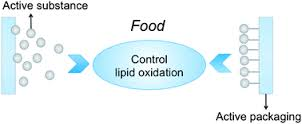 Active substance
Food
Control
lipid oxidation
Active packaging